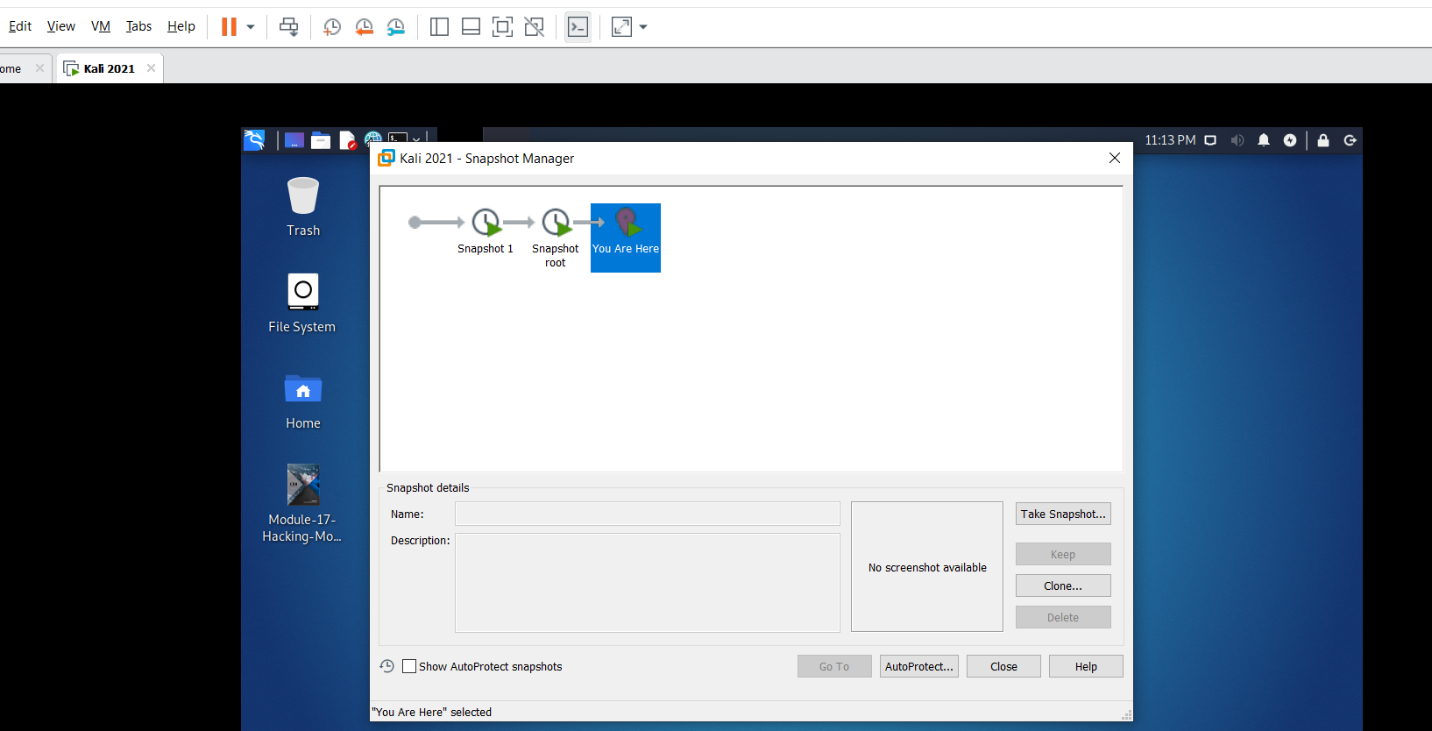 Edit View VM Tabs Help
ome
Kali 2021
11:13 PM
Kali 2021 - Snapshot Manager
Trash
File System
Home
Module-17-
Hacking-Mo...
Snapshot 1
Snapshot
root
You Are Here
Snapshot details
Name:
Description:
No screenshot available
Take Snapshot...
Keep
Clone...
Delete
Show AutoProtect snapshots
Go To
AutoProtect...
Close
Help
"You Are Here" selected